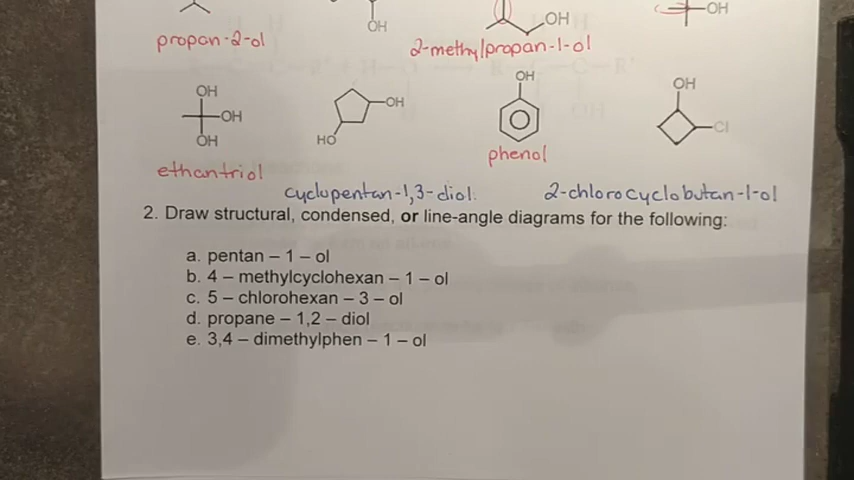 OH
OH
OH
propan-2-ol
2-methylpropan-1-ol
OH
OH
OH
OH
OH
OH
OH
HO
Cl
phenol
ethantriol
cyclopentan-1,3-diol.
2-chlorocyclobutan-1-ol
2. Draw structural, condensed, or line-angle diagrams for the following:
a. pentan – 1 – ol
b. 4 – methylcyclohexan – 1 – ol
c. 5 – chlorohexan – 3 – ol
d. propane – 1,2 – diol
e. 3,4 – dimethylphen – 1 – ol